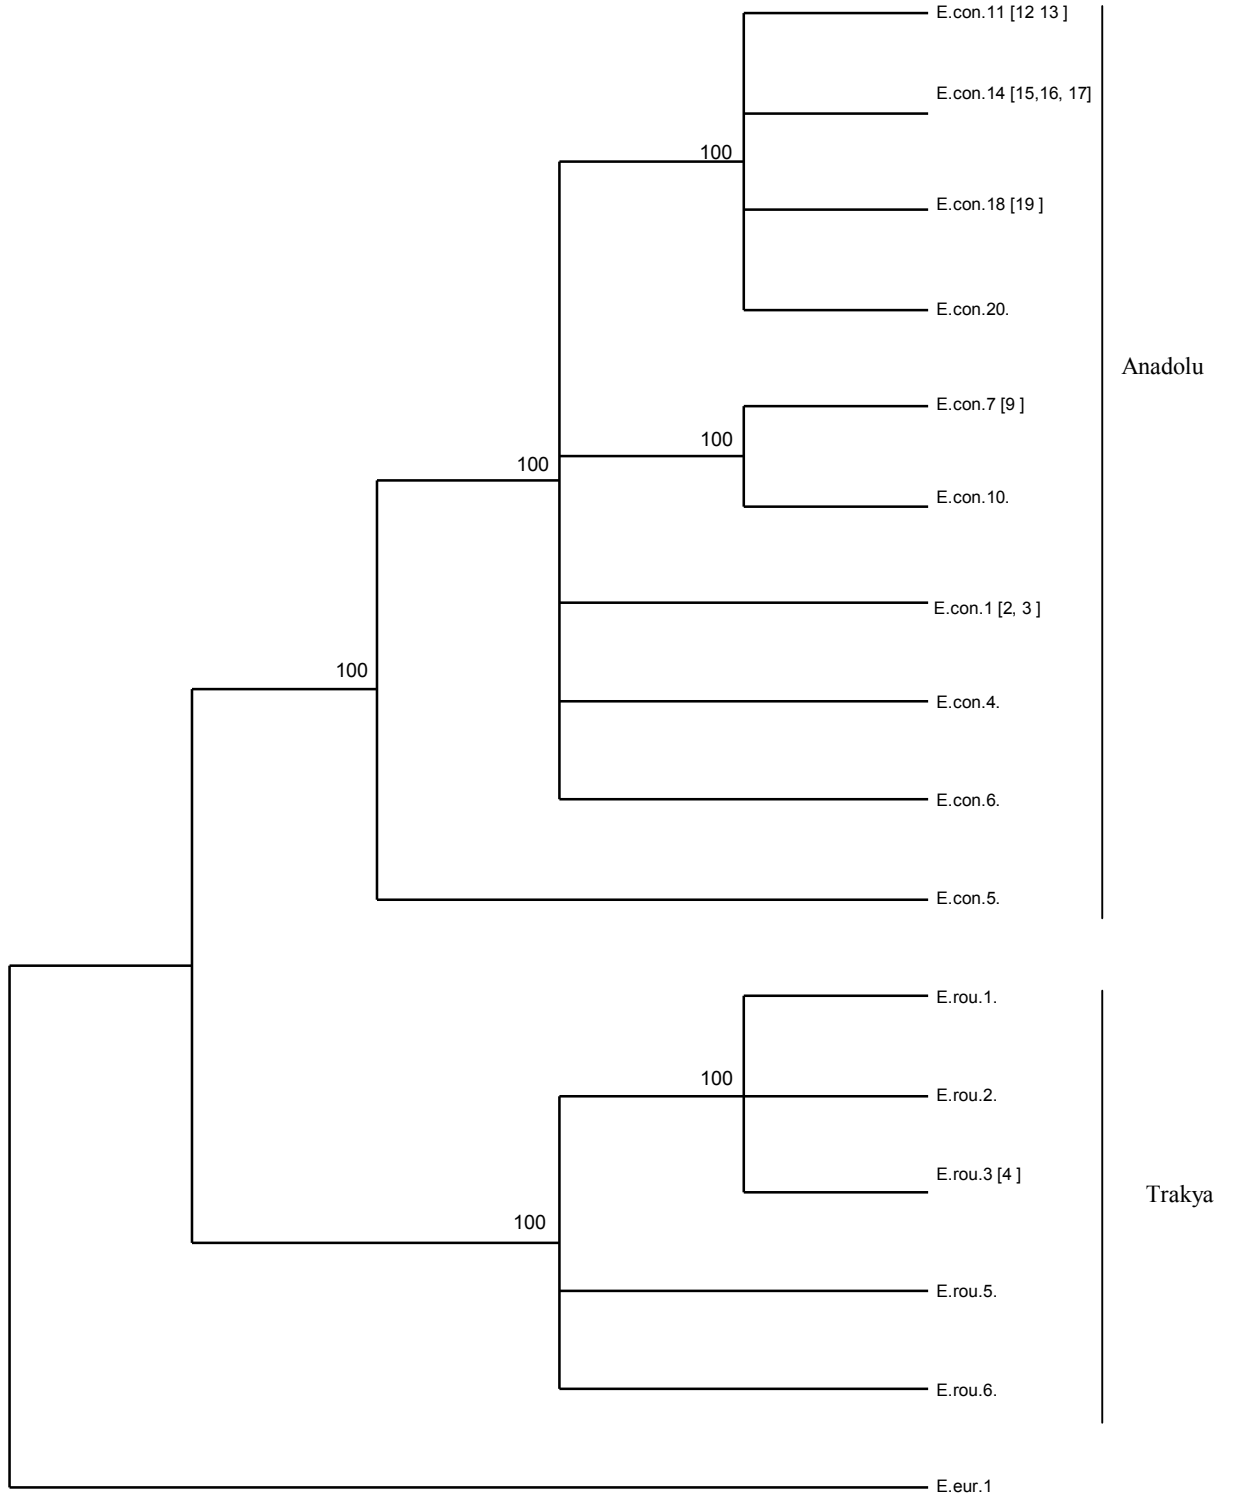 E.con.11 [12 13 ]
E.con.14 [15,16, 17]
100
E.con.18 [19 ]
E.con.20.
Anadolu
E.con.7 [9 ]
100
100
E.con.10.
E.con.1 [2, 3 ]
100
E.con.4.
E.con.6.
E.con.5.
E.rou.1.
100
E.rou.2.
E.rou.3 [4 ]
Trakya
100
E.rou.5.
E.rou.6.
E.eur.1